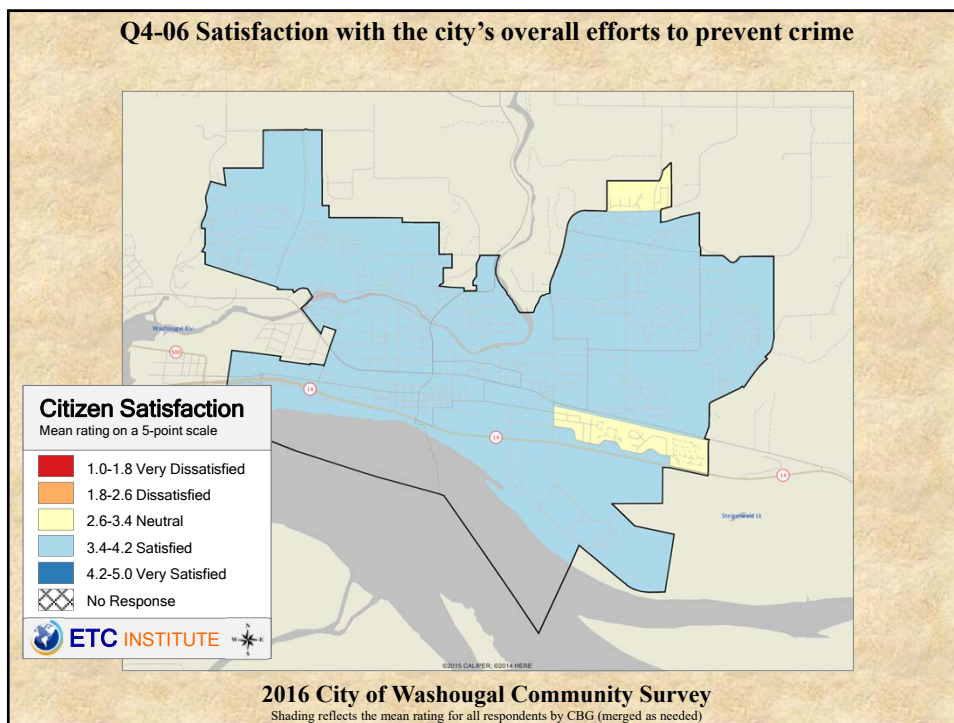 Q4-06 Satisfaction with the city's overall efforts to prevent crime
Washougal Riv
500
14
14
14
Steigerwald Lk
Citizen Satisfaction
Mean rating on a 5-point scale
1.0-1.8 Very Dissatisfied
1.8-2.6 Dissatisfied
2.6-3.4 Neutral
3.4-4.2 Satisfied
4.2-5.0 Very Satisfied
No Response
ETC INSTITUTE
N
W E
S
©2015 CALIPER; ©2014 HERE
2016 City of Washougal Community Survey
Shading reflects the mean rating for all respondents by CBG (merged as needed)